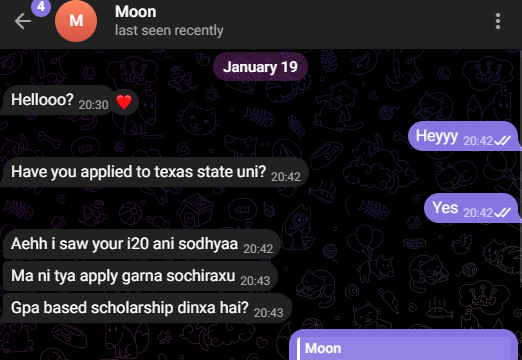 4
M
Moon
last seen recently
January 19
Hellooo? 20:30
Heyyy 20:42
Have you applied to texas state uni? 20:42
Yes 20:42
Aehh i saw your i20 ani sodhyaa 20:42
Ma ni tya apply garna sochiraxu 20:43
Gpa based scholarship dinxa hai? 20:43
Moon